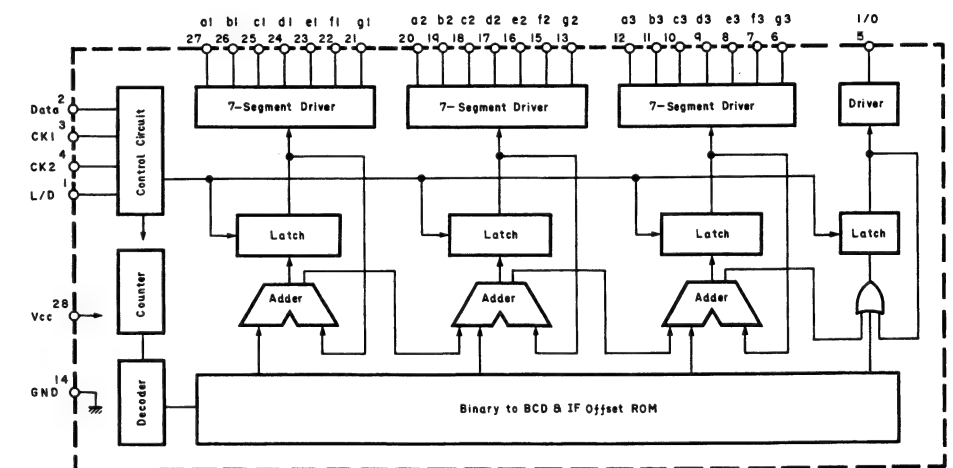 a1 b1 c1 d1 e1 f1 g1 a2 b2 c2 d2 e2 f2 g2 a3 b3 c3 d3 e3 f3 g3 I/O
27 26 25 24 23 22 21 20 19 18 17 16 15 13 12 11 10 9 8 7 6 5
7-Segment Driver 7-Segment Driver 7-Segment Driver Driver
Data 2
CK1 3
CK2 4
L/D 1
Control Circuit
Latch Latch Latch Latch
Counter
Adder Adder Adder
Vcc 28
GND 14
Decoder
Binary to BCD & IF Offset ROM